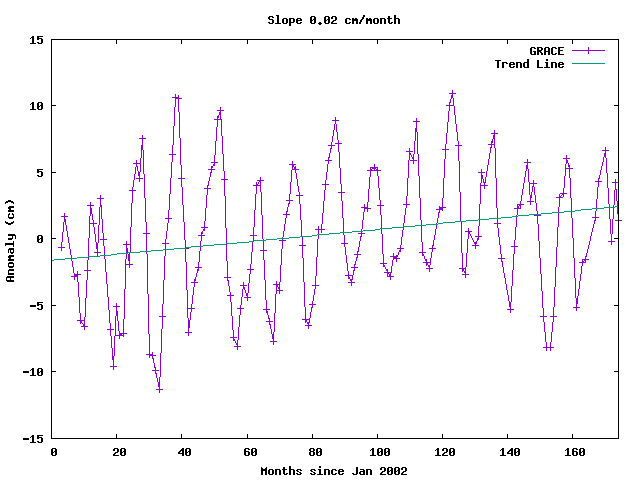 Slope 0.02 cm/month
GRACE
Trend Line
15
10
5
0
-5
-10
-15
Anomaly (cm)
0 20 40 60 80 100 120 140 160
Months since Jan 2002